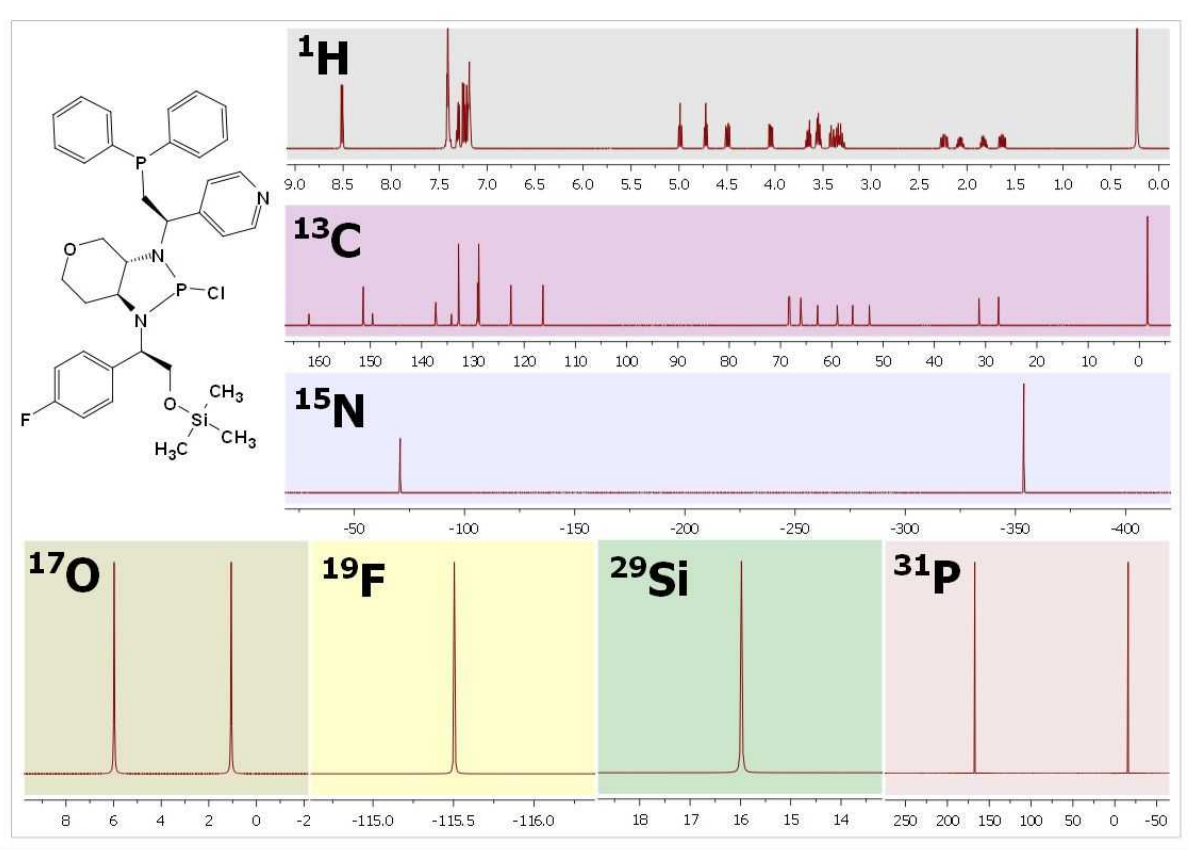 ¹H
9.0 8.5 8.0 7.5 7.0 6.5 6.0 5.5 5.0 4.5 4.0 3.5 3.0 2.5 2.0 1.5 1.0 0.5 0.0
P
N
O
N
P Cl
N
F
O
Si
CH₃
CH₃
H₃C
¹³C
160 150 140 130 120 110 100 90 80 70 60 50 40 30 20 10 0
¹⁵N
-50 -100 -150 -200 -250 -300 -350 -400
¹⁷O
8 6 4 2 0 -2
¹⁹F
-115.0 -115.5 -116.0
²⁹Si
18 17 16 15 14
³¹P
250 200 150 100 50 0 -50